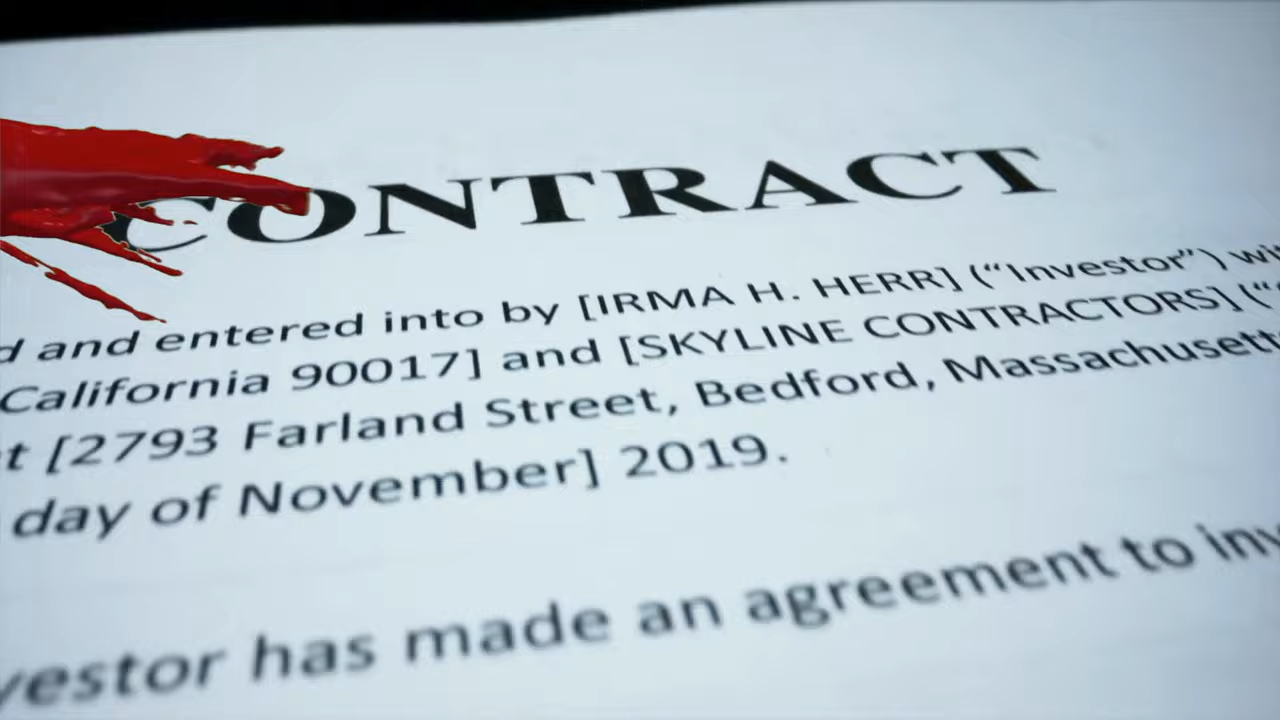 CONTRACT
and entered into by [IRMA H. HERR] (“Investor”)
California 90017] and [SKYLINE CONTRACTORS] (“
[2793 Farland Street, Bedford, Massachusett
day of November] 2019.
vestor has made an agreement to inv